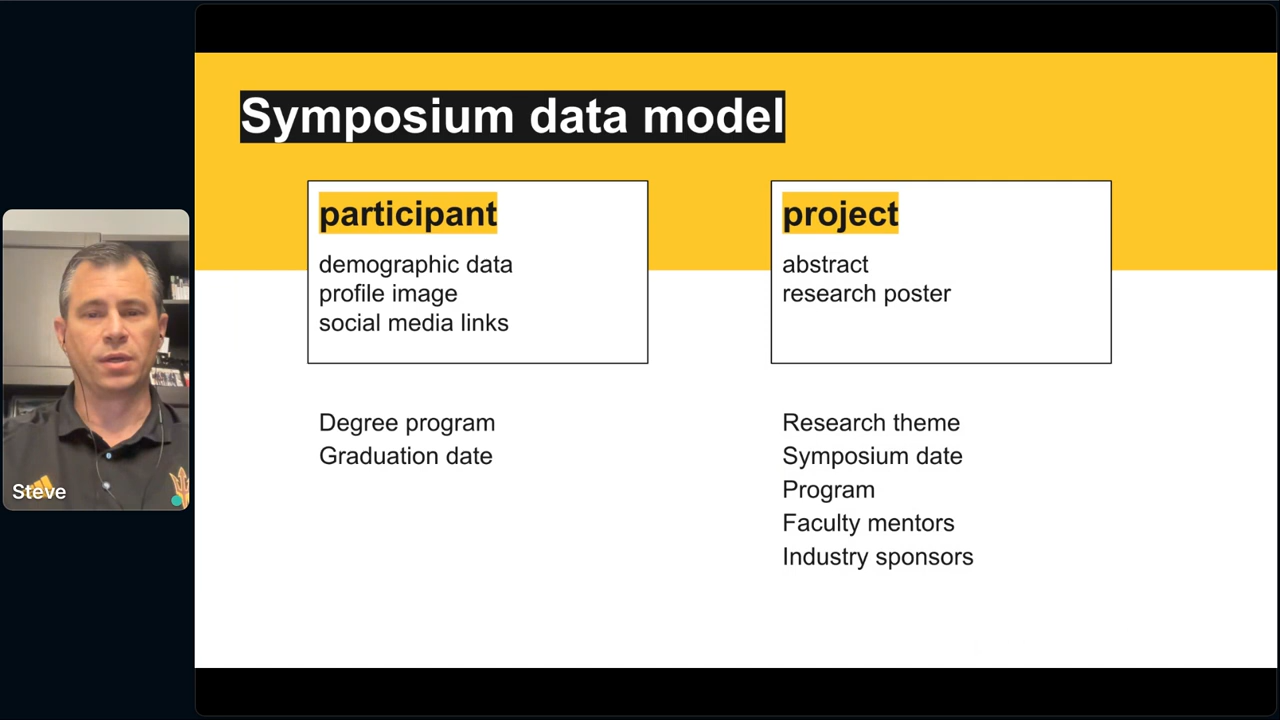 Symposium data model
participant
demographic data
profile image
social media links
Degree program
Graduation date
project
abstract
research poster
Research theme
Symposium date
Program
Faculty mentors
Industry sponsors
Steve